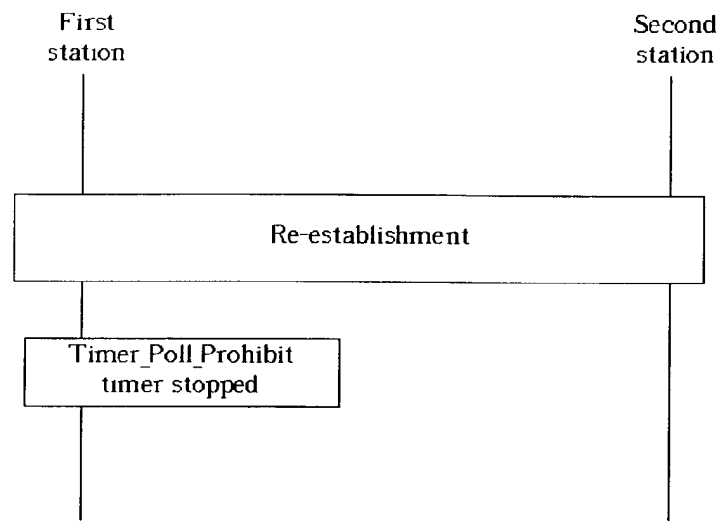 First
station
Second
station
Re-establishment
Timer_Poll_Prohibit
timer stopped